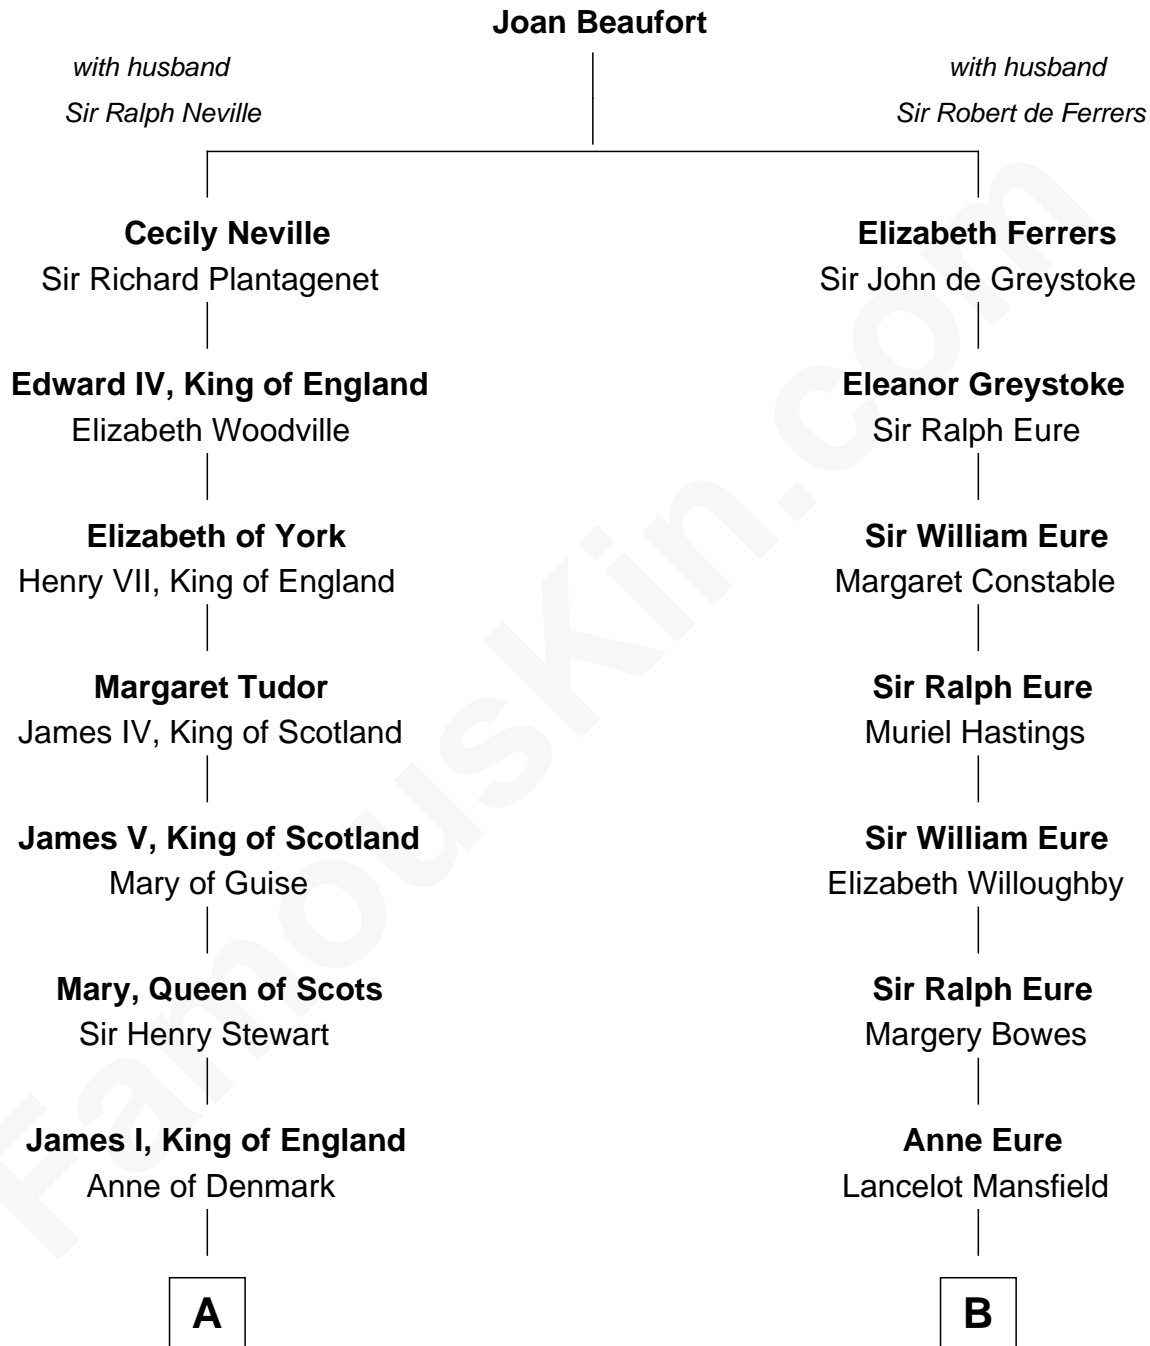 Joan Beaufort
with husband
Sir Ralph Neville
with husband
Sir Robert de Ferrers
Cecily Neville
Sir Richard Plantagenet
Elizabeth Ferrers
Sir John de Greystoke
Edward IV, King of England
Elizabeth Woodville
Eleanor Greystoke
Sir Ralph Eure
Elizabeth of York
Henry VII, King of England
Sir William Eure
Margaret Constable
Margaret Tudor
James IV, King of Scotland
Sir Ralph Eure
Muriel Hastings
James V, King of Scotland
Mary of Guise
Sir William Eure
Elizabeth Willoughby
Mary, Queen of Scots
Sir Henry Stewart
Sir Ralph Eure
Margery Bowes
James I, King of England
Anne of Denmark
Anne Eure
Lancelot Mansfield
A
B
FamousKin.com